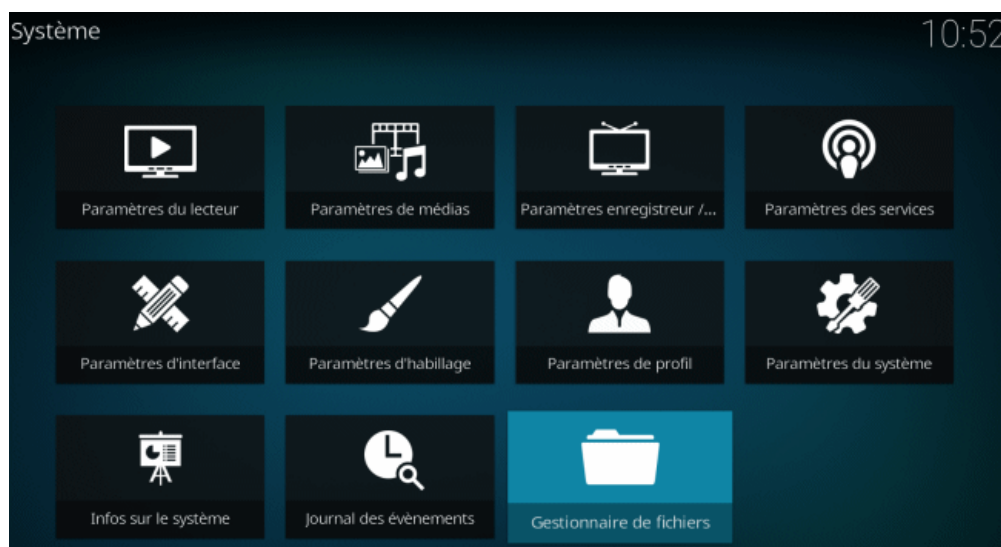 Système
10:52
Paramètres du lecteur
Paramètres de médias
Paramètres enregistreur /...
Paramètres des services
Paramètres d'interface
Paramètres d'habillage
Paramètres de profil
Paramètres du système
Infos sur le système
Journal des évènements
Gestionnaire de fichiers